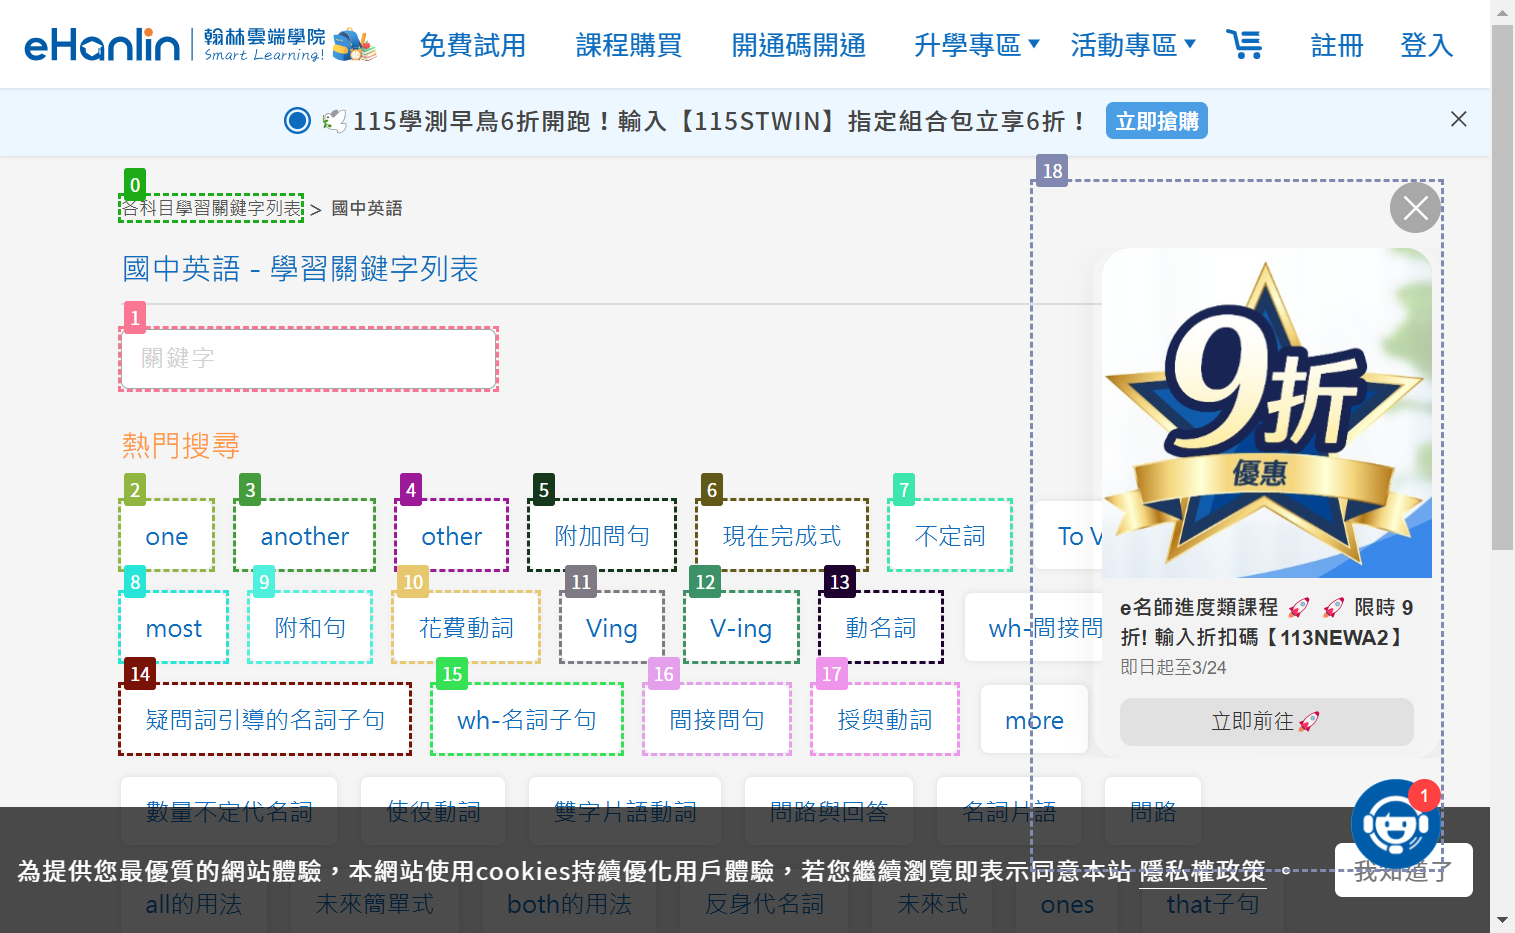 eHanlin 翰林雲端學院 Smart Learning! 免費試用 課程購買 開通碼開通 升學專區 活動專區 註冊 登入
115學測早鳥6折開跑！輸入【115STWIN】指定組合包立享6折！ 立即搶購
0
18
各科目學習關鍵字列表 > 國中英語
國中英語 - 學習關鍵字列表
1
關鍵字
9折
優惠
熱門搜尋
2 3 4 5 6 7
one another other 附加問句 現在完成式 不定詞 To V
8 9 10 11 12 13
most 附和句 花費動詞 Ving V-ing 動名詞 wh-間接問
e名師進度類課程 🚀 🚀 限時 9
折! 輸入折扣碼【113NEWA2】
即日起至3/24
14 15 16 17
疑問詞引導的名詞子句 wh-名詞子句 間接問句 授與動詞 more
立即前往🚀
數量不定代名詞 使役動詞 雙字片語動詞 問路與回答 名詞片語 問路
1
為提供您最優質的網站體驗，本網站使用cookies持續優化用戶體驗，若您繼續瀏覽即表示同意本站 隱私權政策 。 我知道了
all的用法 未來簡單式 both的用法 反身代名詞 未來式 ones that子句